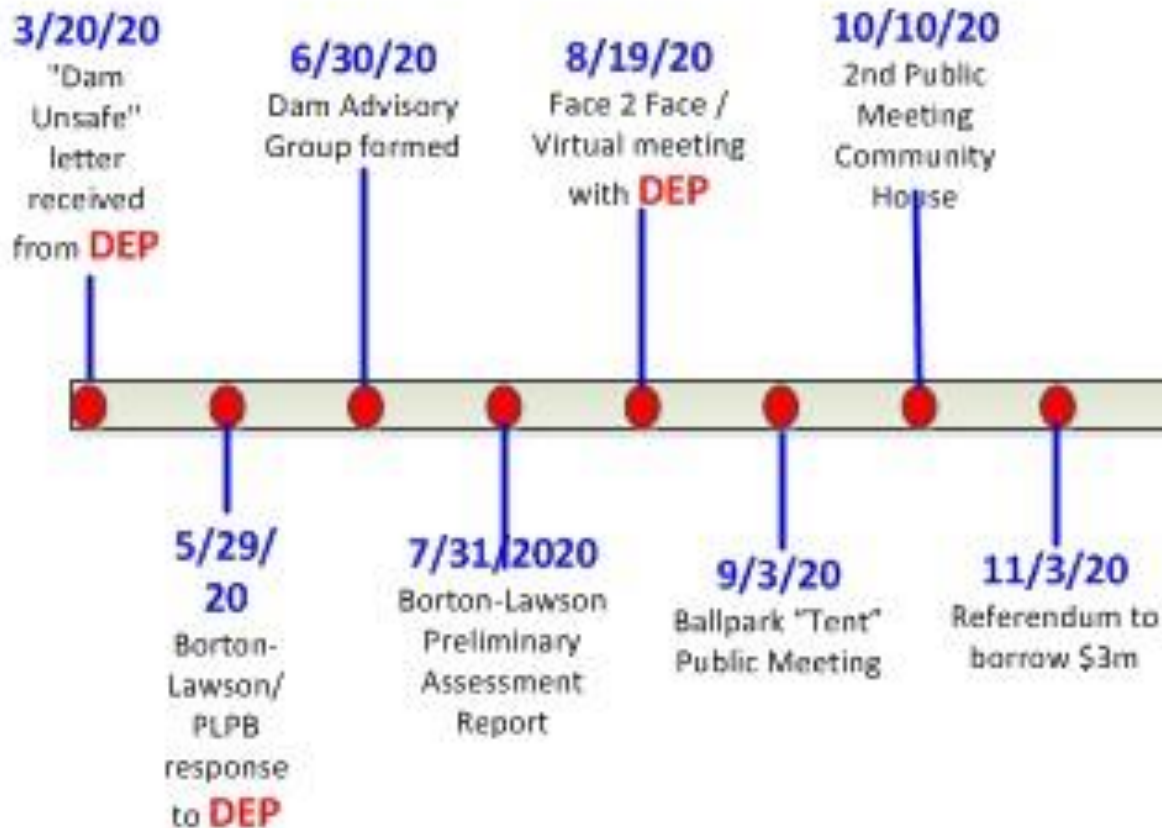 3/20/20
"Dam
Unsafe"
letter
received
from DEP
5/29/
20
Borton-
Lawson/
PLPB
response
to DEP
6/30/20
Dam Advisory
Group formed
7/31/2020
Borton-Lawson
Preliminary
Assessment
Report
8/19/20
Face 2 Face /
Virtual meeting
with DEP
9/3/20
Ballpark "Tent"
Public Meeting
10/10/20
2nd Public
Meeting
Community
House
11/3/20
Referendum to
borrow $3m